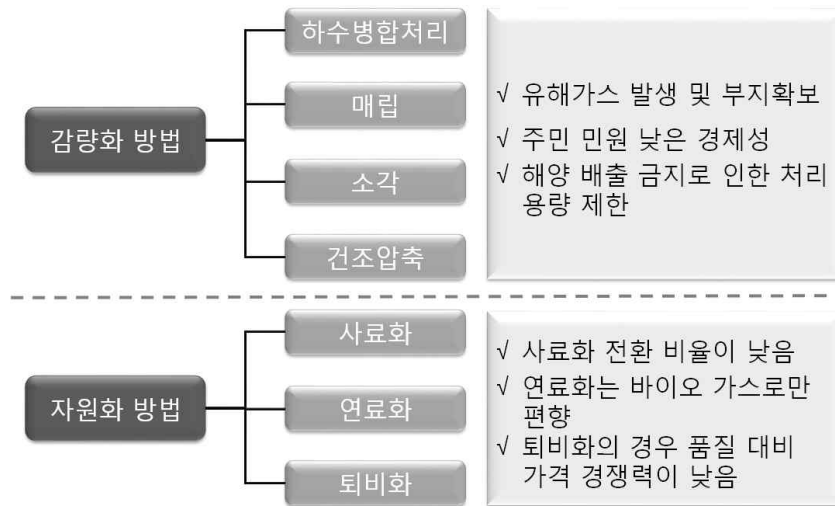 감량화 방법
하수병합처리
매립
소각
건조압축
√ 유해가스 발생 및 부지확보
√ 주민 민원 낮은 경제성
√ 해양 배출 금지로 인한 처리
용량 제한
자원화 방법
사료화
연료화
퇴비화
√ 사료화 전환 비율이 낮음
√ 연료화는 바이오 가스로만
편향
√ 퇴비화의 경우 품질 대비
가격 경쟁력이 낮음